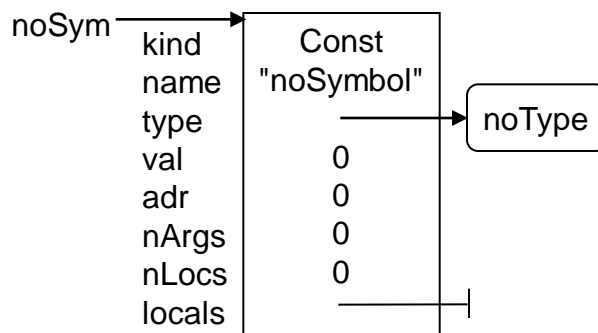 noSym
kind Const
name "noSymbol"
type noType
val 0
adr 0
nArgs 0
nLocs 0
locals